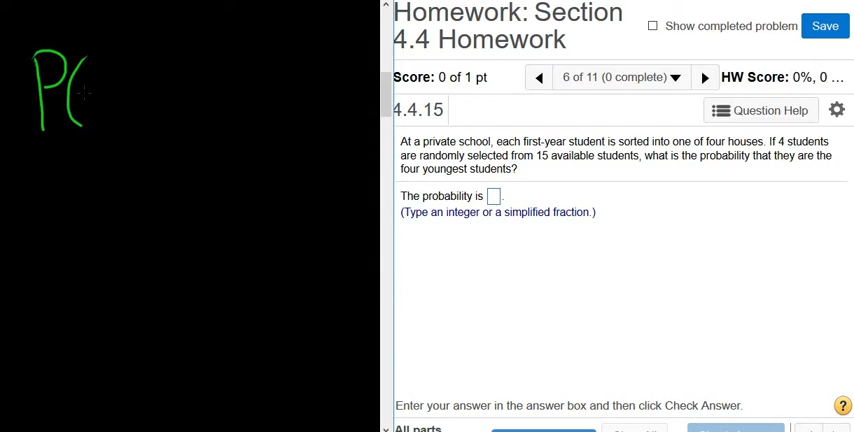 P(
Homework: Section
4.4 Homework
Show completed problem
Save
Score: 0 of 1 pt
6 of 11 (0 complete)
HW Score: 0%, 0 ...
4.4.15
Question Help
At a private school, each first-year student is sorted into one of four houses. If 4 students
are randomly selected from 15 available students, what is the probability that they are the
four youngest students?
The probability is .
(Type an integer or a simplified fraction.)
Enter your answer in the answer box and then click Check Answer.
?
All parts